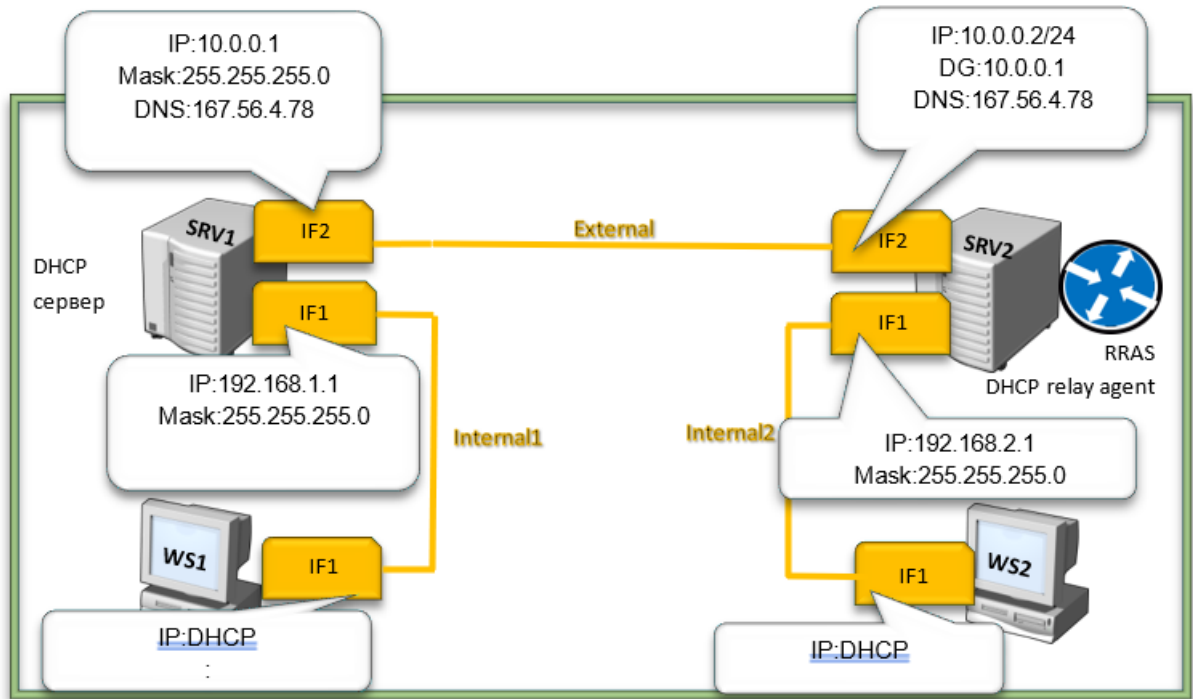 IP:10.0.0.1
Mask:255.255.255.0
DNS:167.56.4.78
IP:10.0.0.2/24
DG:10.0.0.1
DNS:167.56.4.78
SRV1
IF2
External
IF2
SRV2
DHCP
сервер
IF1
IF1
RRAS
DHCP relay agent
IP:192.168.1.1
Mask:255.255.255.0
Internal1
Internal2
IP:192.168.2.1
Mask:255.255.255.0
WS1
IF1
IF1
WS2
IP:DHCP
:
IP:DHCP